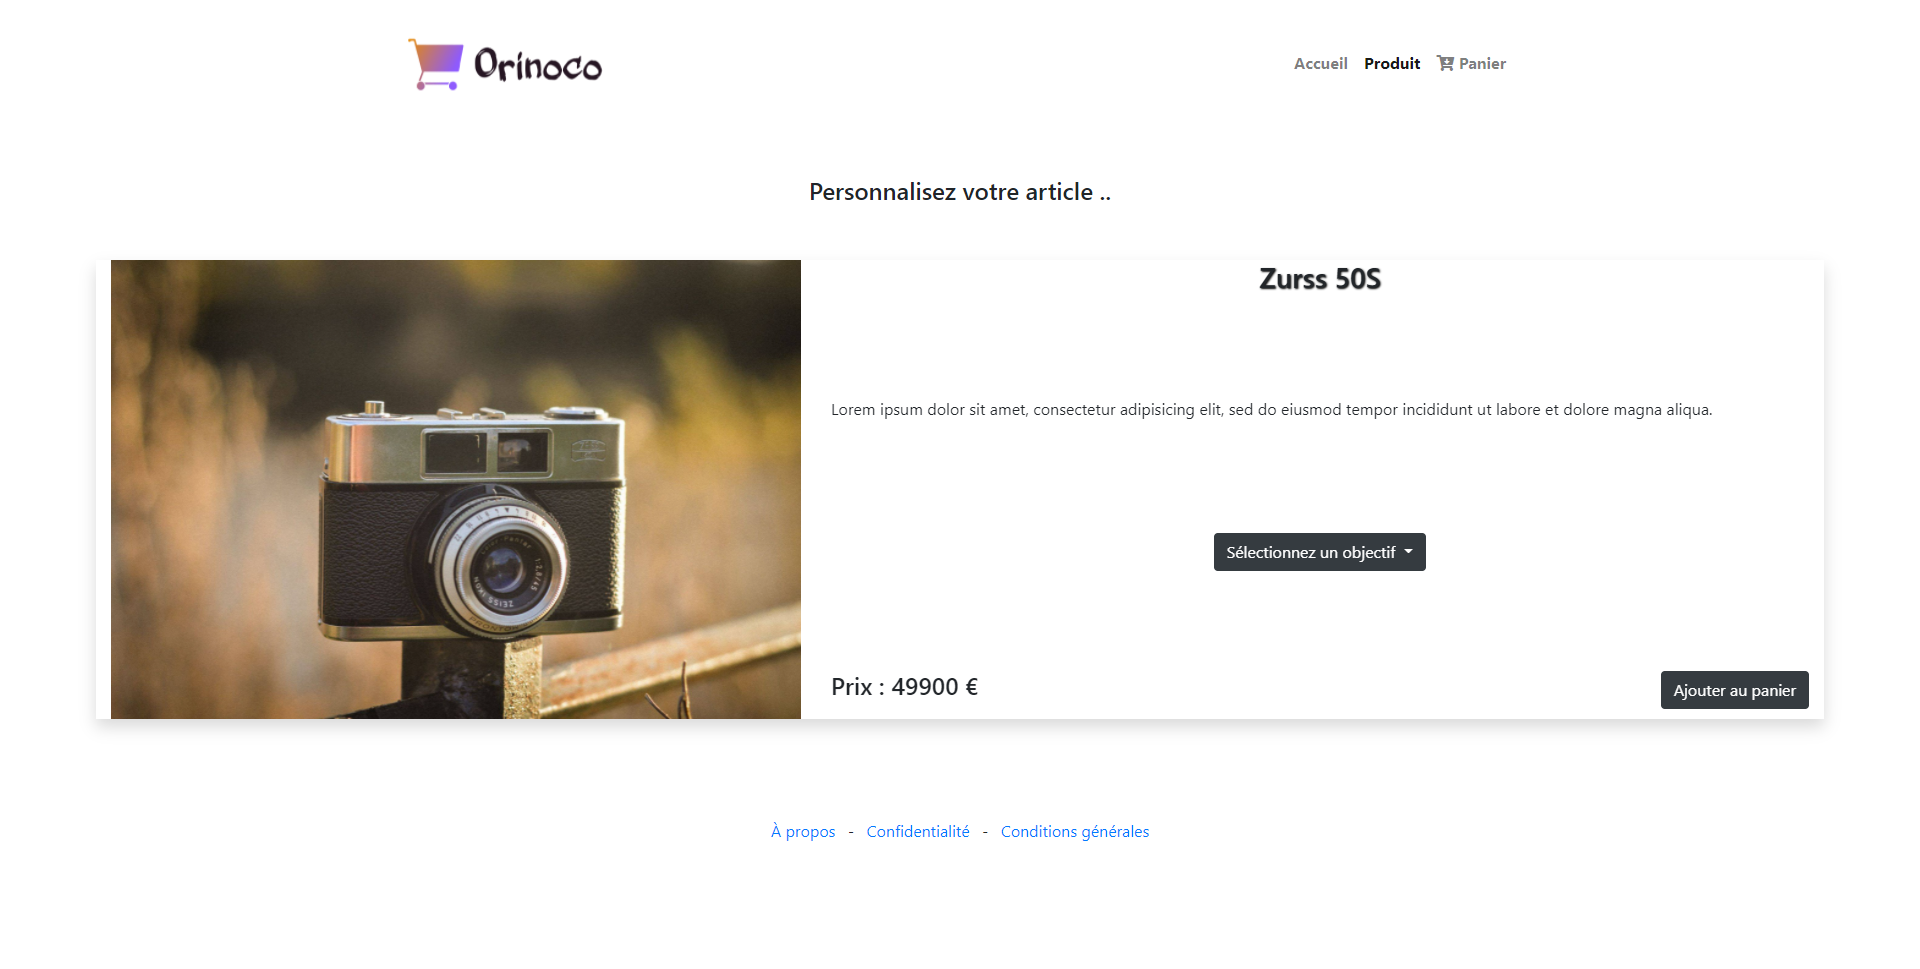 Orinoco
Accueil Produit Panier
Personnalisez votre article ..
Zurss 50S
Lorem ipsum dolor sit amet, consectetur adipisicing elit, sed do eiusmod tempor incididunt ut labore et dolore magna aliqua.
Sélectionnez un objectif
ZEISS IKON
Prix : 49900 €
Ajouter au panier
À propos - Confidentialité - Conditions générales